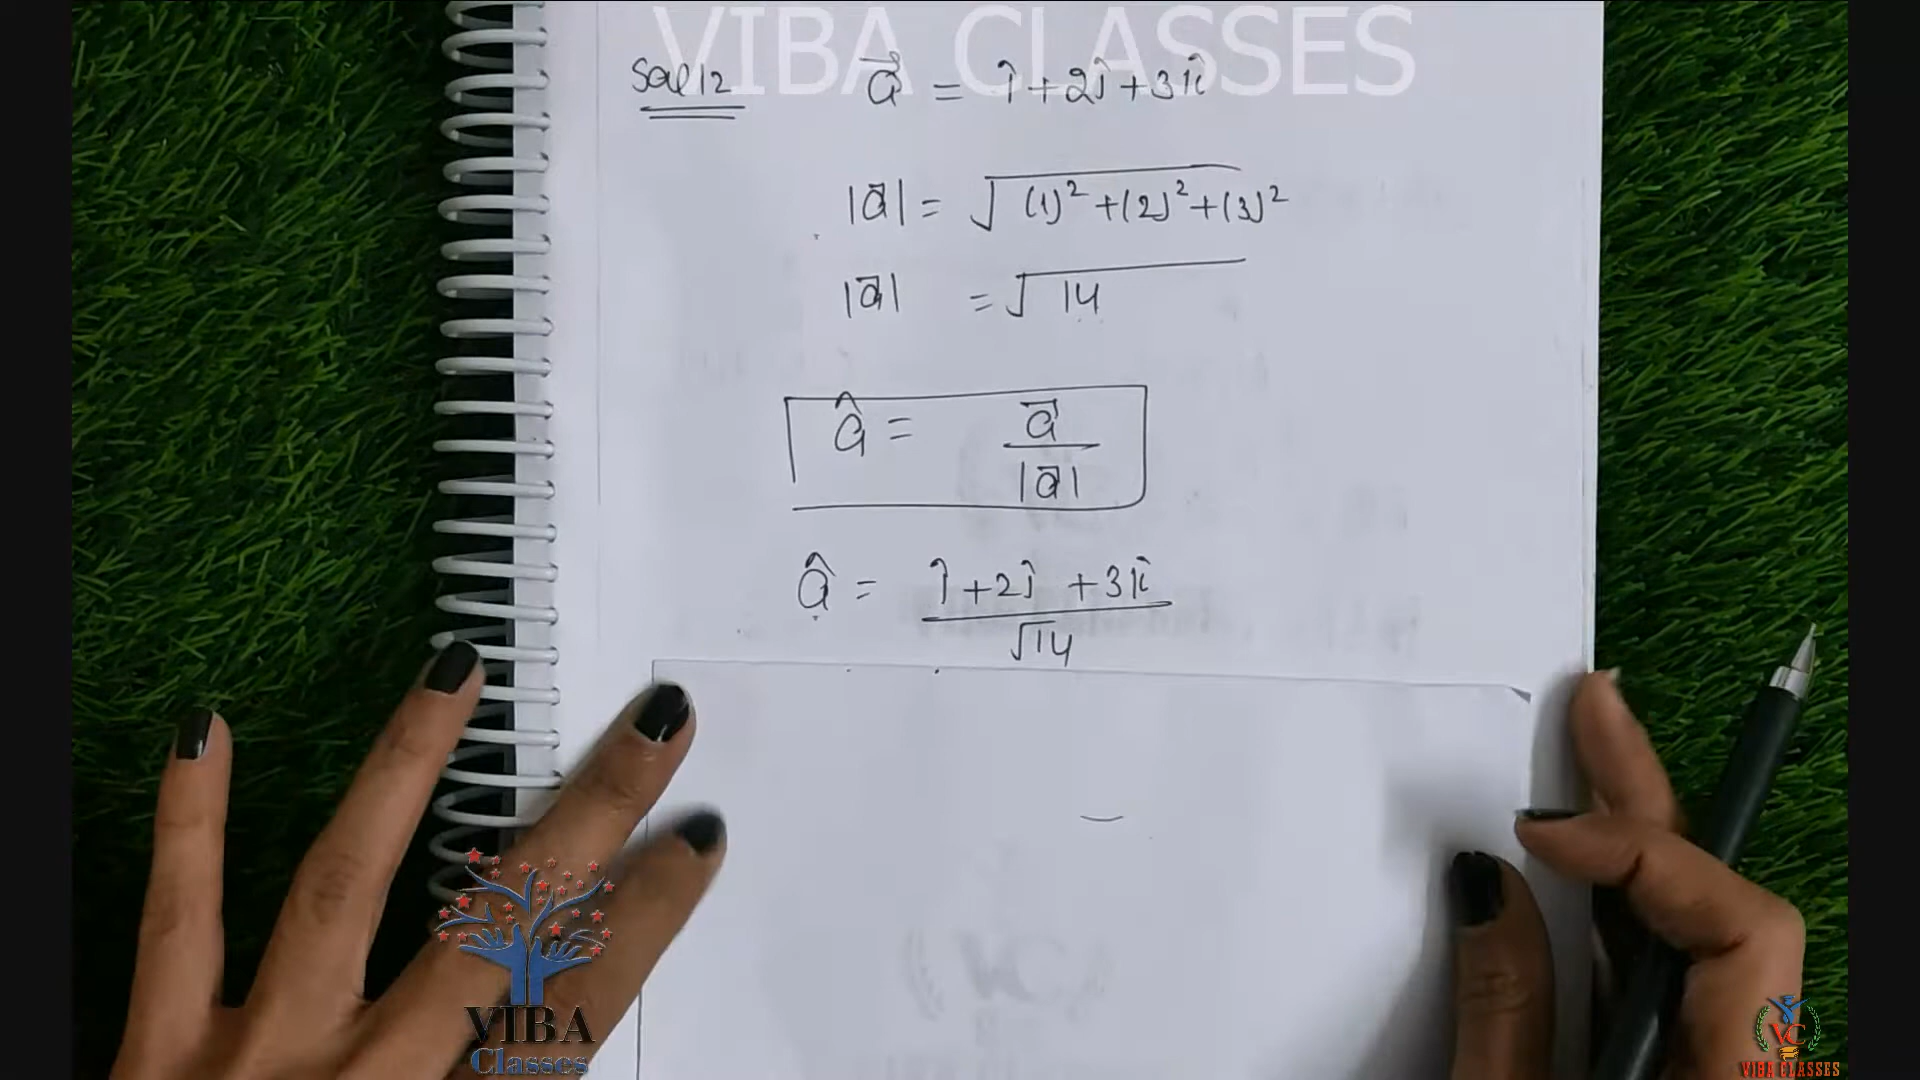 VIBA CLASSES
Sol 12 a⃗ = î + 2ĵ + 3k̂
|a⃗| = √(1)² + (2)² + (3)²
|a⃗| = √14
â = a⃗ / |a⃗|
â = î + 2ĵ + 3k̂ / √14
VIBA
Classes
VC
VIBA CLASSES